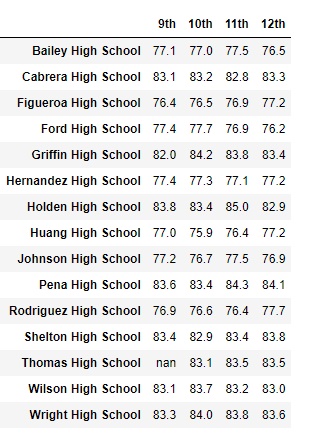 9th 10th 11th 12th
Bailey High School 77.1 77.0 77.5 76.5
Cabrera High School 83.1 83.2 82.8 83.3
Figueroa High School 76.4 76.5 76.9 77.2
Ford High School 77.4 77.7 76.9 76.2
Griffin High School 82.0 84.2 83.8 83.4
Hernandez High School 77.4 77.3 77.1 77.2
Holden High School 83.8 83.4 85.0 82.9
Huang High School 77.0 75.9 76.4 77.2
Johnson High School 77.2 76.7 77.5 76.9
Pena High School 83.6 83.4 84.3 84.1
Rodriguez High School 76.9 76.6 76.4 77.7
Shelton High School 83.4 82.9 83.4 83.8
Thomas High School nan 83.1 83.5 83.5
Wilson High School 83.1 83.7 83.2 83.0
Wright High School 83.3 84.0 83.8 83.6